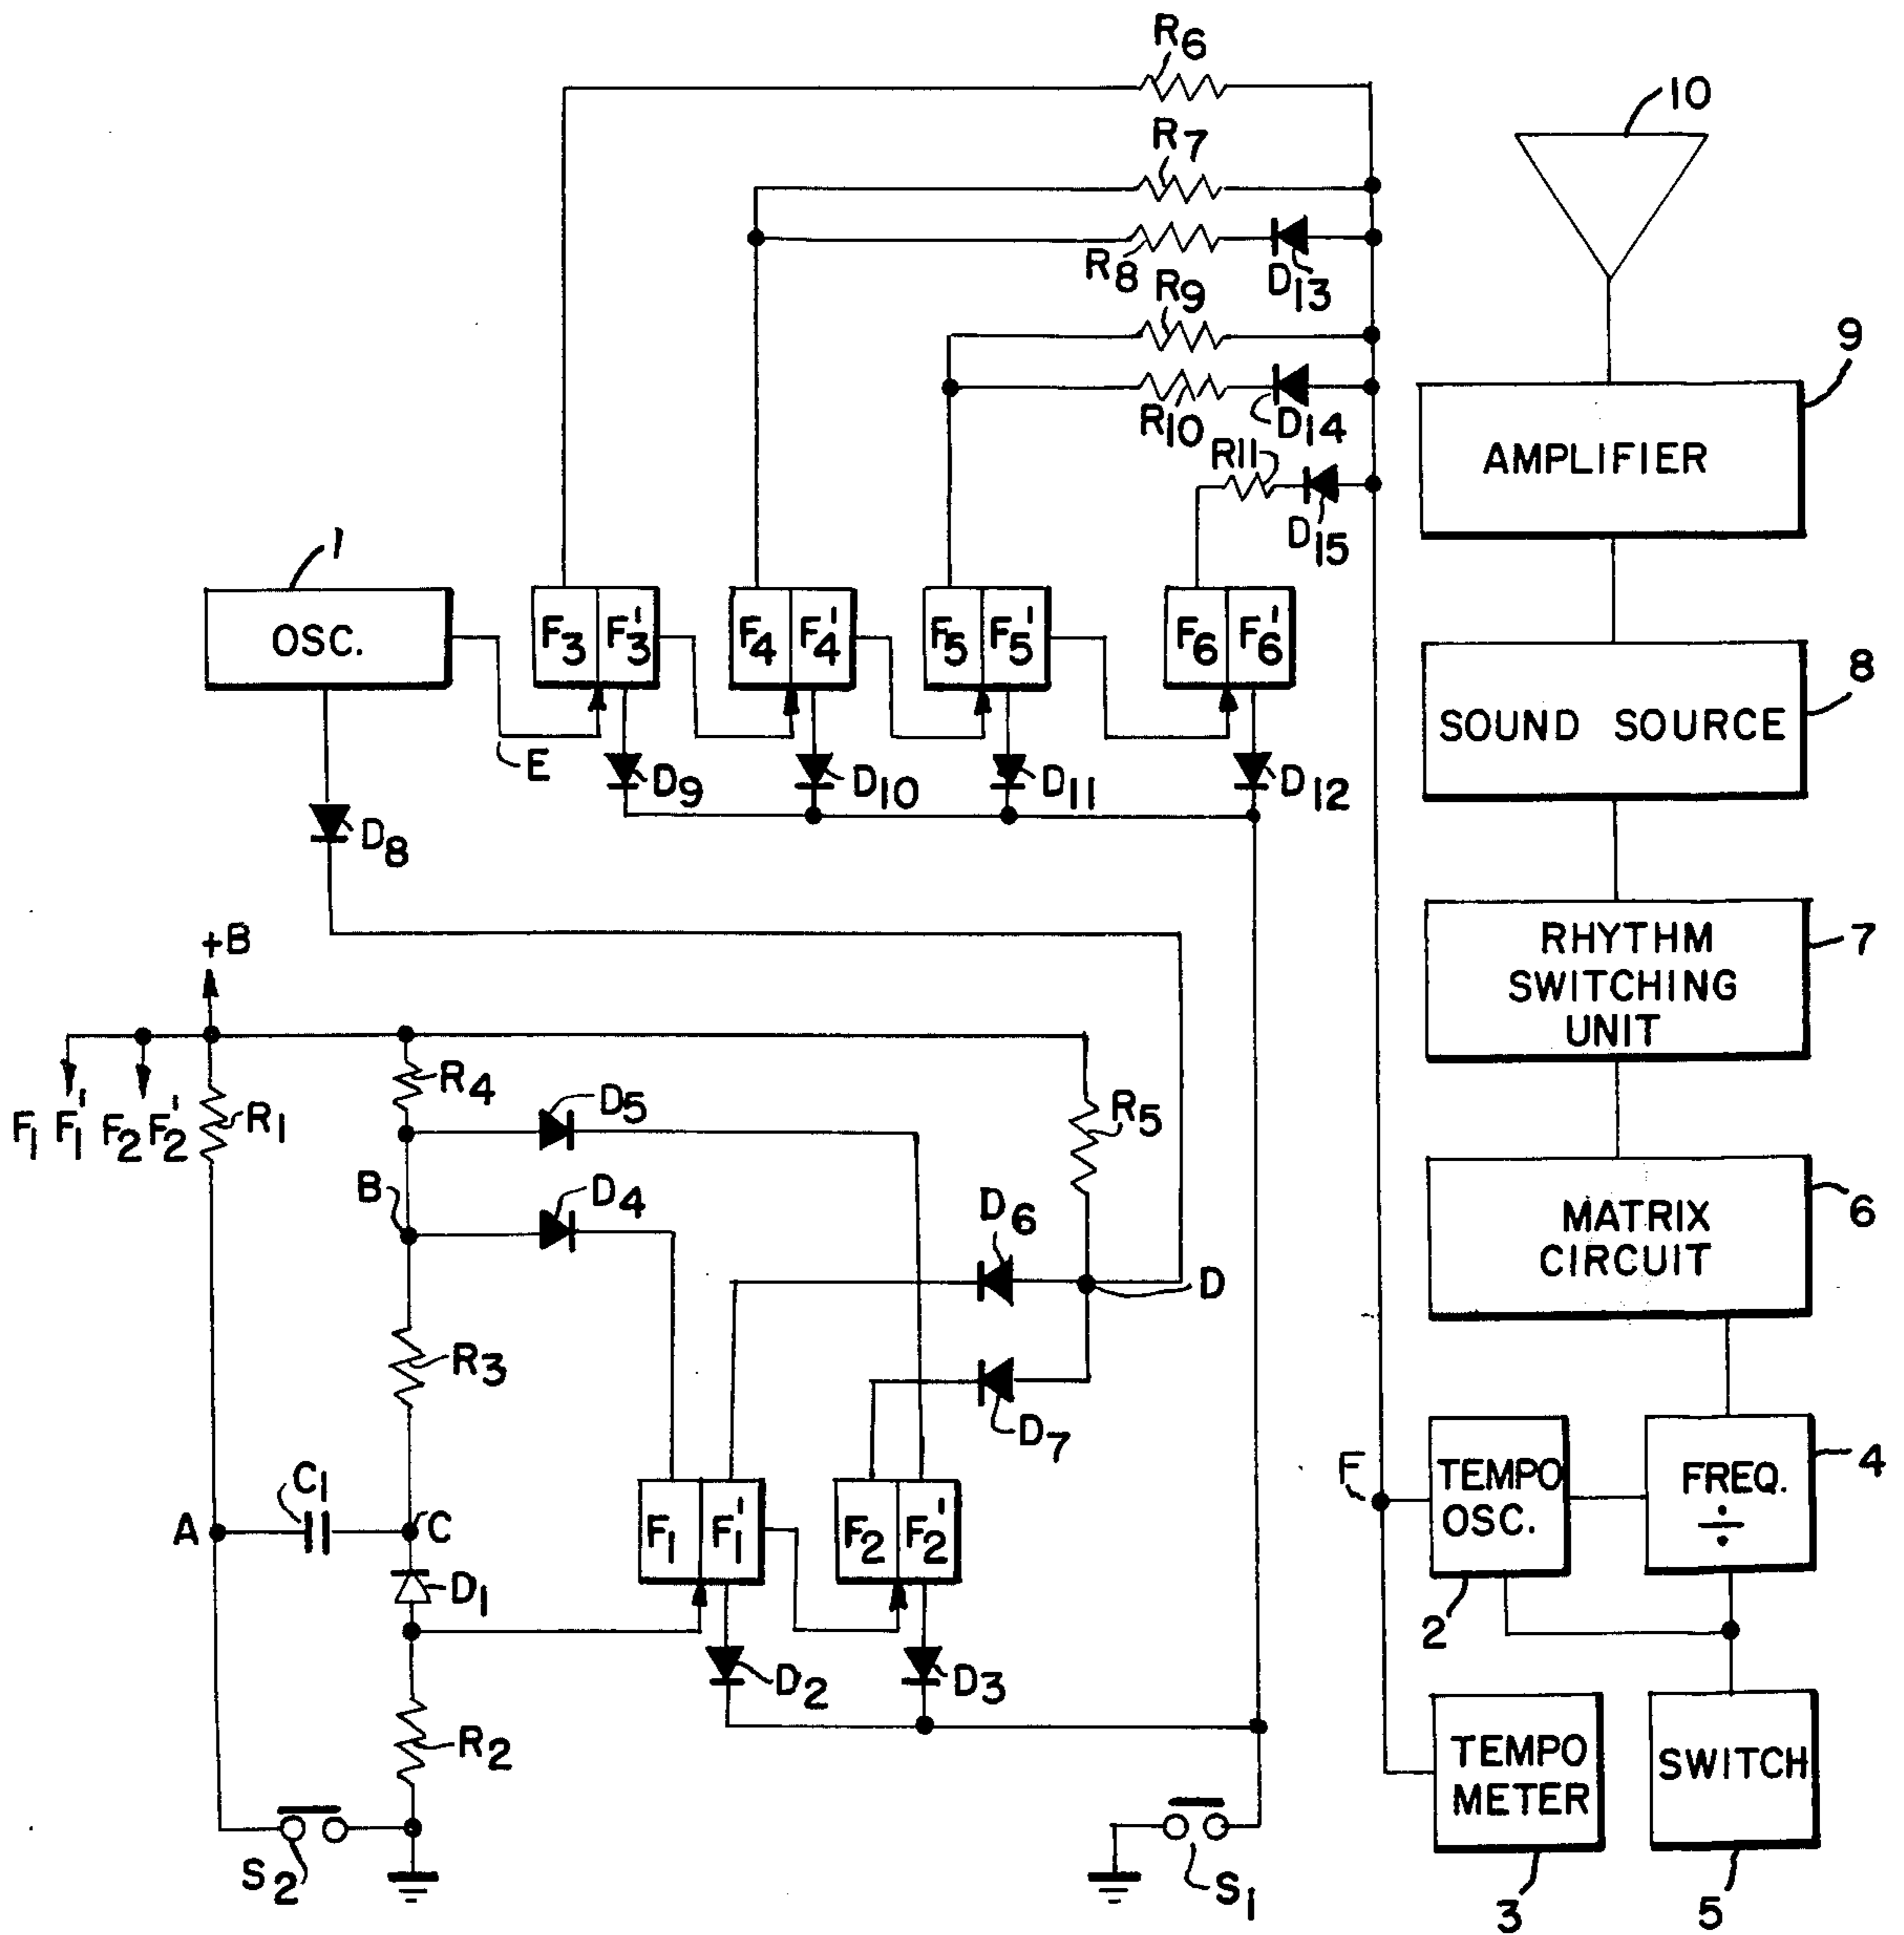 R6
10
R7
R8
D13
R9
9
R10
D14
AMPLIFIER
R11
D15
1
OSC.
F3 F3'
F4 F4'
F5 F5'
F6 F6'
8
SOUND SOURCE
E
D9
D10
D11
D12
D8
+B
RHYTHM
SWITCHING
UNIT
7
F1 F1' F2 F2'
R1
R4
D5
R5
B
D4
D6
D
MATRIX
CIRCUIT
6
R3
D7
A
C1
C
F1 F1'
F2 F2'
F
TEMPO
OSC.
FREQ.
÷
4
D1
2
D2
D3
R2
TEMPO
METER
SWITCH
S2
S1
3
5